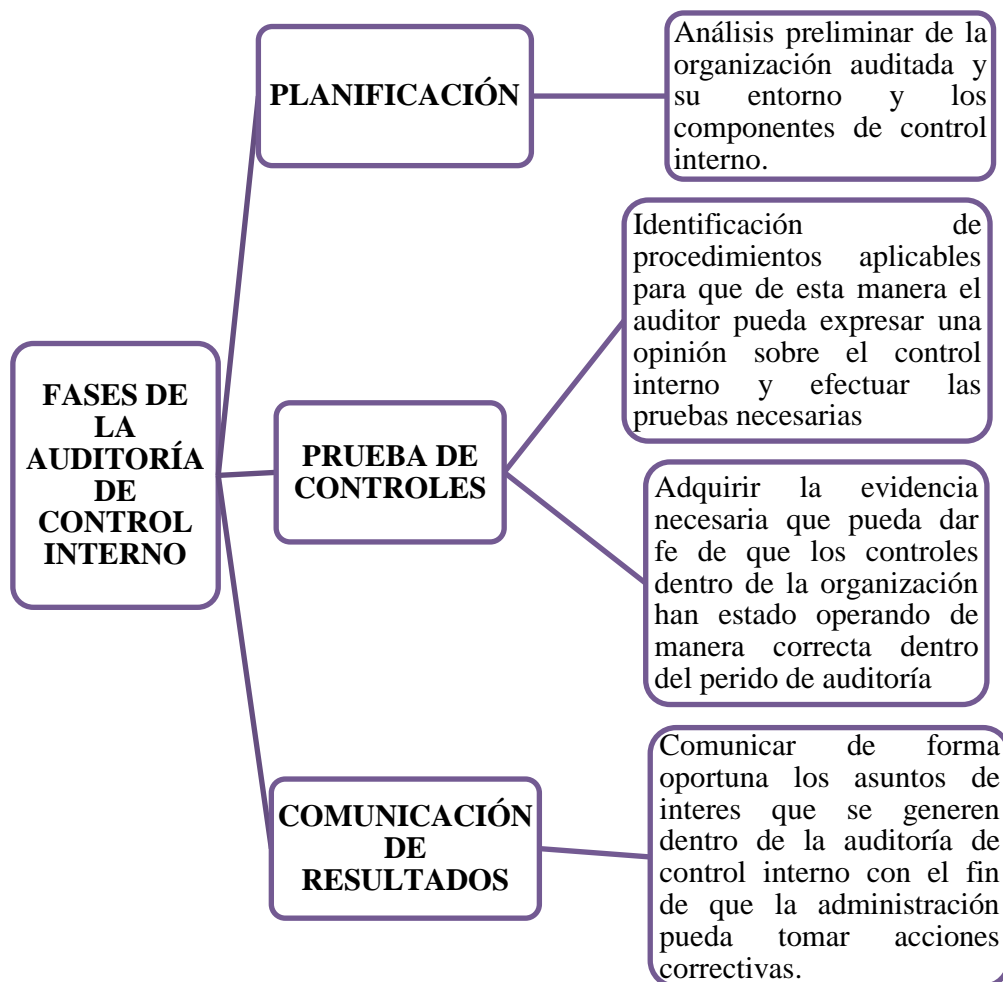 FASES DE
LA
AUDITORÍA
DE
CONTROL
INTERNO
PLANIFICACIÓN
Análisis preliminar de la
organización auditada y
su entorno y los
componentes de control
interno.
PRUEBA DE
CONTROLES
Identificación de
procedimientos aplicables
para que de esta manera el
auditor pueda expresar una
opinión sobre el control
interno y efectuar las
pruebas necesarias
Adquirir la evidencia
necesaria que pueda dar
fe de que los controles
dentro de la organización
han estado operando de
manera correcta dentro
del perido de auditoría
COMUNICACIÓN
DE
RESULTADOS
Comunicar de forma
oportuna los asuntos de
interes que se generen
dentro de la auditoría de
control interno con el fin
de que la administración
pueda tomar acciones
correctivas.